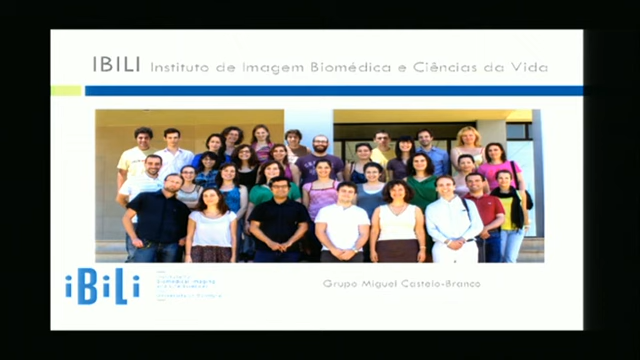 IBILI Instituto de Imagem Biomédica e Ciências da Vida
iBiLi
Grupo Miguel Castelo-Branco